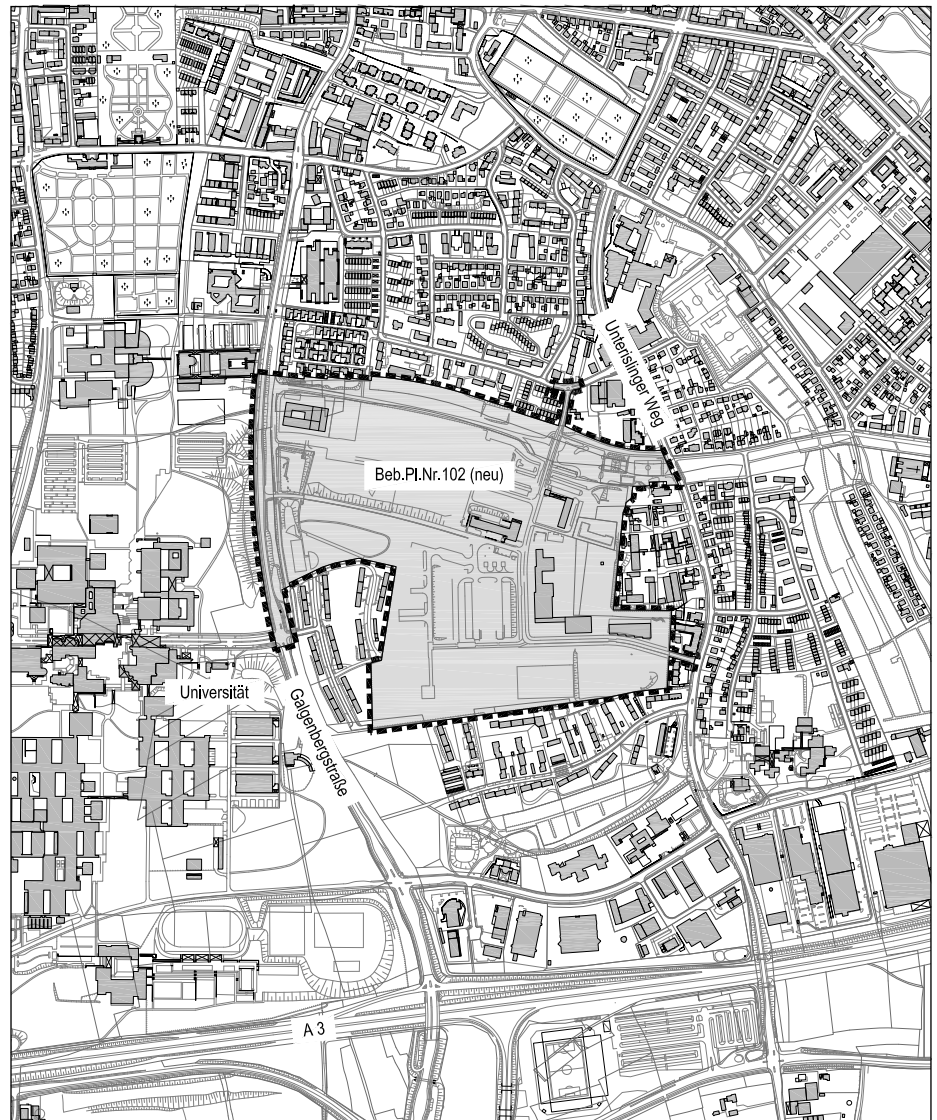 Unterislinger Weg
Beb.Pl.Nr.102 (neu)
Universität
Galgenbergstraße
A 3